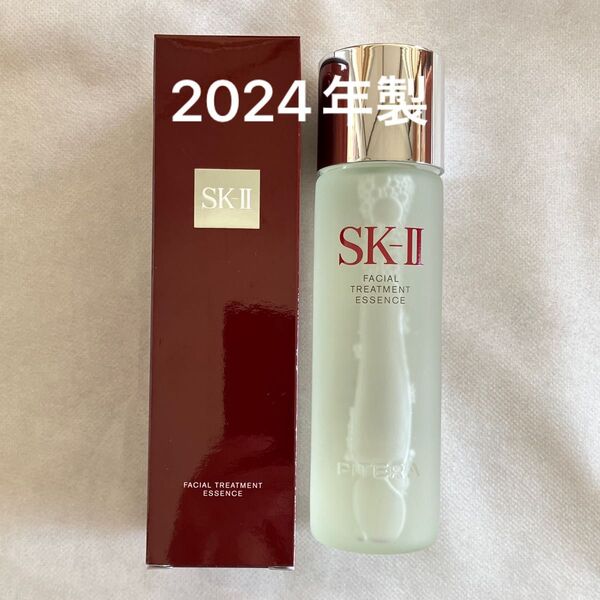 2024年製
SK-II
FACIAL TREATMENT
ESSENCE
SK-II
FACIAL
TREATMENT
ESSENCE
PITERA